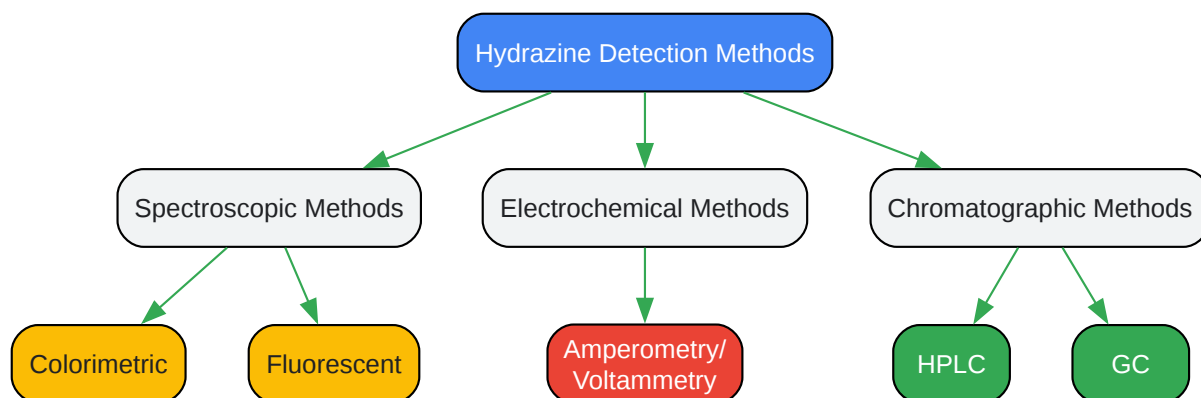 Hydrazine Detection Methods
Spectroscopic Methods
Electrochemical Methods
Chromatographic Methods
Colorimetric
Fluorescent
Amperometry/
Voltammetry
HPLC
GC